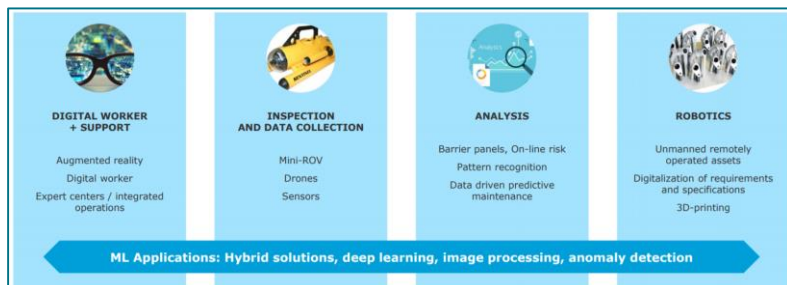 DIGITAL WORKER
+ SUPPORT
Augmented reality
Digital worker
Expert centers / integrated
operations
INSPECTION
AND DATA COLLECTION
Mini-ROV
Drones
Sensors
Analysis
ANALYSIS
Barrier panels, On-line risk
Pattern recognition
Data driven predictive
maintenance
ROBOTICS
Unmanned remotely
operated assets
Digitalization of requirements
and specifications
3D-printing
ML Applications: Hybrid solutions, deep learning, image processing, anomaly detection